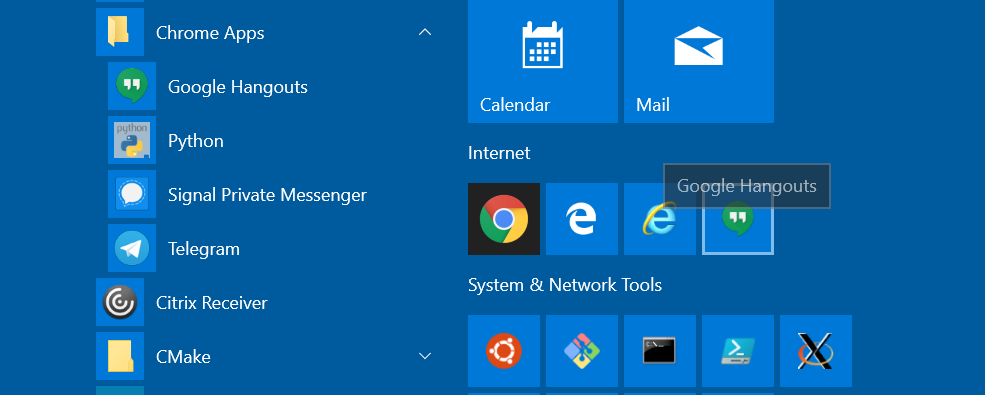 Chrome Apps
Google Hangouts
python
Python
Signal Private Messenger
Telegram
Citrix Receiver
CMake
Calendar
Mail
Internet
Google Hangouts
System & Network Tools